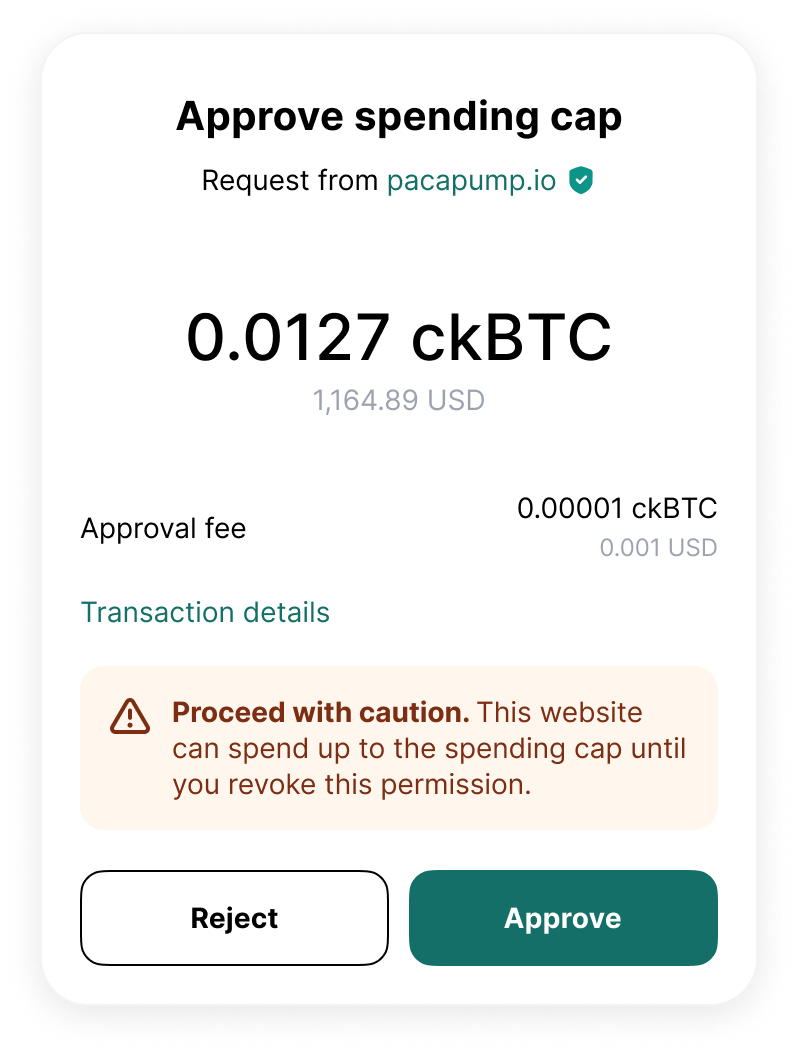 Approve spending cap
Request from pacapump.io
0.0127 ckBTC
1,164.89 USD
Approval fee
0.00001 ckBTC
0.001 USD
Transaction details
Proceed with caution. This website
can spend up to the spending cap until
you revoke this permission.
Reject
Approve